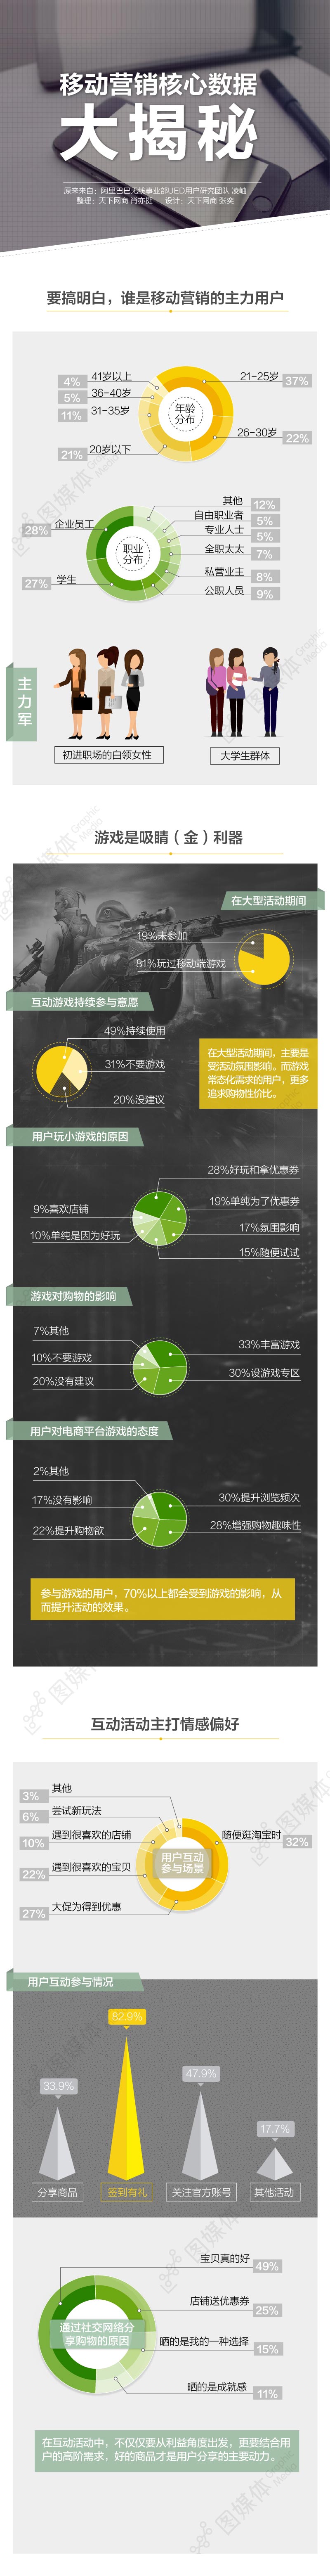 移动营销核心数据
大揭秘
原来来自：阿里巴巴无线事业部UED用户研究团队 凌岫
整理：天下网商 肖亦挺 设计：天下网商 张奕
要搞明白，谁是移动营销的主力用户
年龄
分布
41岁以上 4%
36-40岁 5%
31-35岁 11%
20岁以下 21%
21-25岁 37%
26-30岁 22%
职业
分布
企业员工 28%
学生 27%
其他 12%
自由职业者 5%
专业人士 5%
全职太太 7%
私营业主 8%
公职人员 9%
主力军
初进职场的白领女性
大学生群体
游戏是吸睛（金）利器
在大型活动期间
19%未参加
81%玩过移动端游戏
互动游戏持续参与意愿
49%持续使用
31%不要游戏
20%没建议
在大型活动期间，主要是
受活动氛围影响。而游戏
常态化需求的用户，更多
追求购物性价比。
用户玩小游戏的原因
28%好玩和拿优惠券
19%单纯为了优惠券
17%氛围影响
15%随便试试
9%喜欢店铺
10%单纯是因为好玩
游戏对购物的影响
7%其他
10%不要游戏
20%没有建议
33%丰富游戏
30%设游戏专区
用户对电商平台游戏的态度
2%其他
17%没有影响
22%提升购物欲
30%提升浏览频次
28%增强购物趣味性
参与游戏的用户，70%以上都会受到游戏的影响，从
而提升活动的效果。
互动活动主打情感偏好
用户互动
参与场景
其他 3%
尝试新玩法 6%
遇到很喜欢的店铺 10%
遇到很喜欢的宝贝 22%
大促为得到优惠 27%
随便逛淘宝时 32%
用户互动参与情况
33.9%
82.9%
47.9%
17.7%
分享商品
签到有礼
关注官方账号
其他活动
通过社交网络分
享购物的原因
宝贝真的好 49%
店铺送优惠券 25%
晒的是我的一种选择 15%
晒的是成就感 11%
在互动活动中，不仅仅要从利益角度出发，更要结合用
户的高阶需求，好的商品才是用户分享的主要动力。
图媒体 Graphic Media